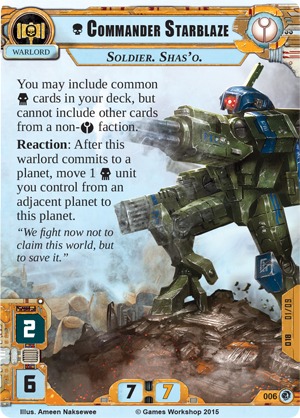 COMMANDER STARBLAZE
WARLORD
SOLDIER. SHAS'O.
You may include common
cards in your deck, but
cannot include other cards
from a non- faction.
Reaction: After this
warlord commits to a
planet, move 1 unit
you control from an
adjacent planet to
this planet.
“We fight now not to
claim this world, but
to save it.”
2
6
7 7
018 01/09
006
Illus. Ameen Naksewee
© Games Workshop 2015